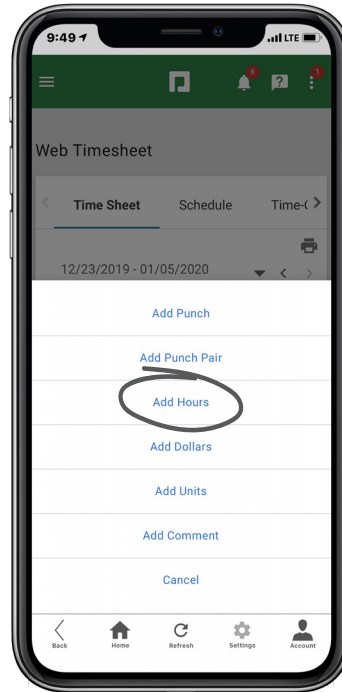 9:49
LTE
8
?
1
Web Timesheet
Time Sheet Schedule Time-(
12/23/2019 - 01/05/2020
Add Punch
Add Punch Pair
Add Hours
Add Dollars
Add Units
Add Comment
Cancel
Back Home Refresh Settings Account